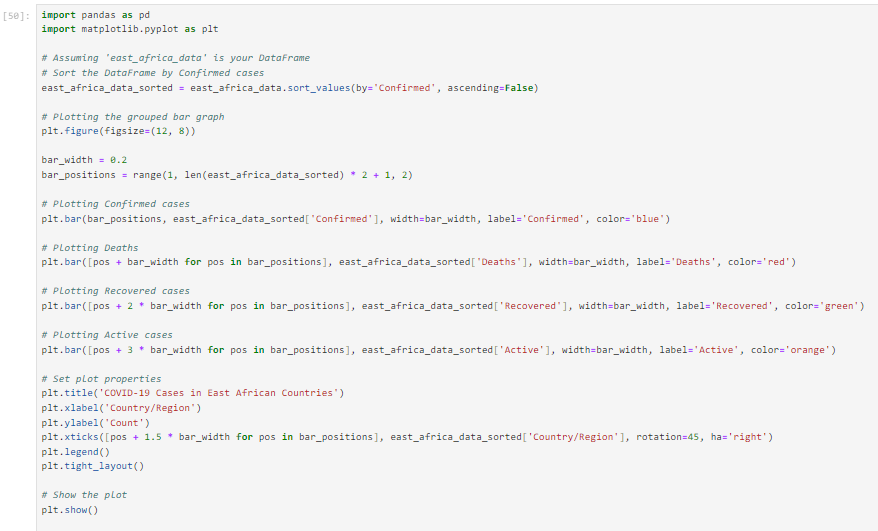 [50]:
import pandas as pd
import matplotlib.pyplot as plt
# Assuming 'east_africa_data' is your DataFrame
# Sort the DataFrame by Confirmed cases
east_africa_data_sorted = east_africa_data.sort_values(by='Confirmed', ascending=False)
# Plotting the grouped bar graph
plt.figure(figsize=(12, 8))
bar_width = 0.2
bar_positions = range(1, len(east_africa_data_sorted) * 2 + 1, 2)
# Plotting Confirmed cases
plt.bar(bar_positions, east_africa_data_sorted['Confirmed'], width=bar_width, label='Confirmed', color='blue')
# Plotting Deaths
plt.bar([pos + bar_width for pos in bar_positions], east_africa_data_sorted['Deaths'], width=bar_width, label='Deaths', color='red')
# Plotting Recovered cases
plt.bar([pos + 2 * bar_width for pos in bar_positions], east_africa_data_sorted['Recovered'], width=bar_width, label='Recovered', color='green')
# Plotting Active cases
plt.bar([pos + 3 * bar_width for pos in bar_positions], east_africa_data_sorted['Active'], width=bar_width, label='Active', color='orange')
# Set plot properties
plt.title('COVID-19 Cases in East African Countries')
plt.xlabel('Country/Region')
plt.ylabel('Count')
plt.xticks([pos + 1.5 * bar_width for pos in bar_positions], east_africa_data_sorted['Country/Region'], rotation=45, ha='right')
plt.legend()
plt.tight_layout()
# Show the plot
plt.show()